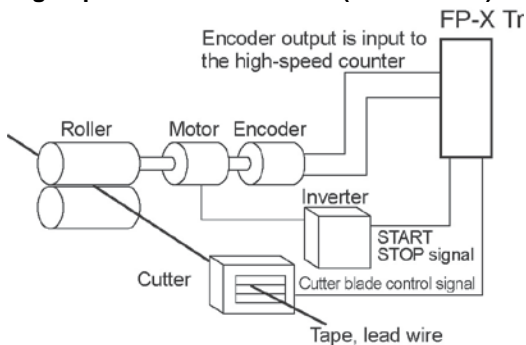 FP-X Tr
Encoder output is input to
the high-speed counter
Roller
Motor
Encoder
Inverter
START
STOP signal
Cutter
Cutter blade control signal
Tape, lead wire